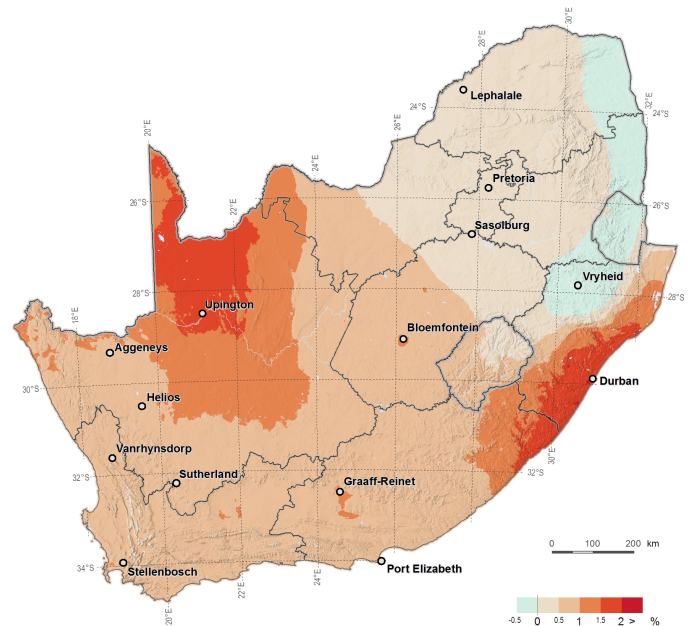 30°E
28°E
Lephalale
24°S
24°S
32°E
26°E
20°E
24°E
Pretoria
26°S
22°E
26°S
Sasolburg
Vryheid
28°S
28°S
Upington
18°E
Bloemfontein
Aggeneys
Durban
30°S
Helios
Vanrhynsdorp
30°E
32°S
Sutherland
32°S
Graaff-Reinet
28°E
0 100 200 km
26°E
34°S
Stellenbosch
Port Elizabeth
24°E
22°E
20°E
-0.5 0 0.5 1 1.5 2 > %